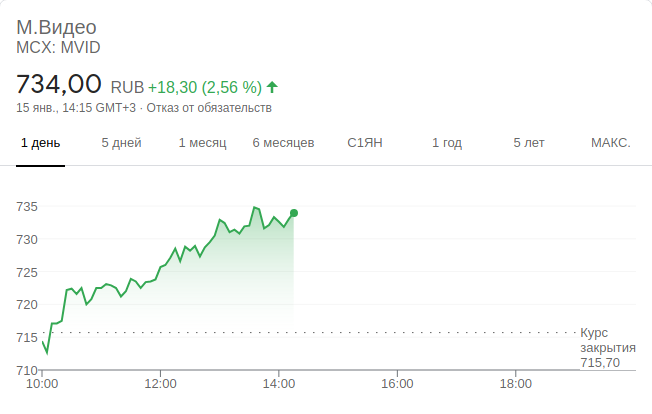 М.Видео
MCX: MVID
734,00 RUB +18,30 (2,56 %)
15 янв., 14:15 GMT+3 · Отказ от обязательств
1 день 5 дней 1 месяц 6 месяцев С1ЯН 1 год 5 лет МАКС.
735
730
725
720
715
710
Курс
закрытия
715,70
10:00 12:00 14:00 16:00 18:00